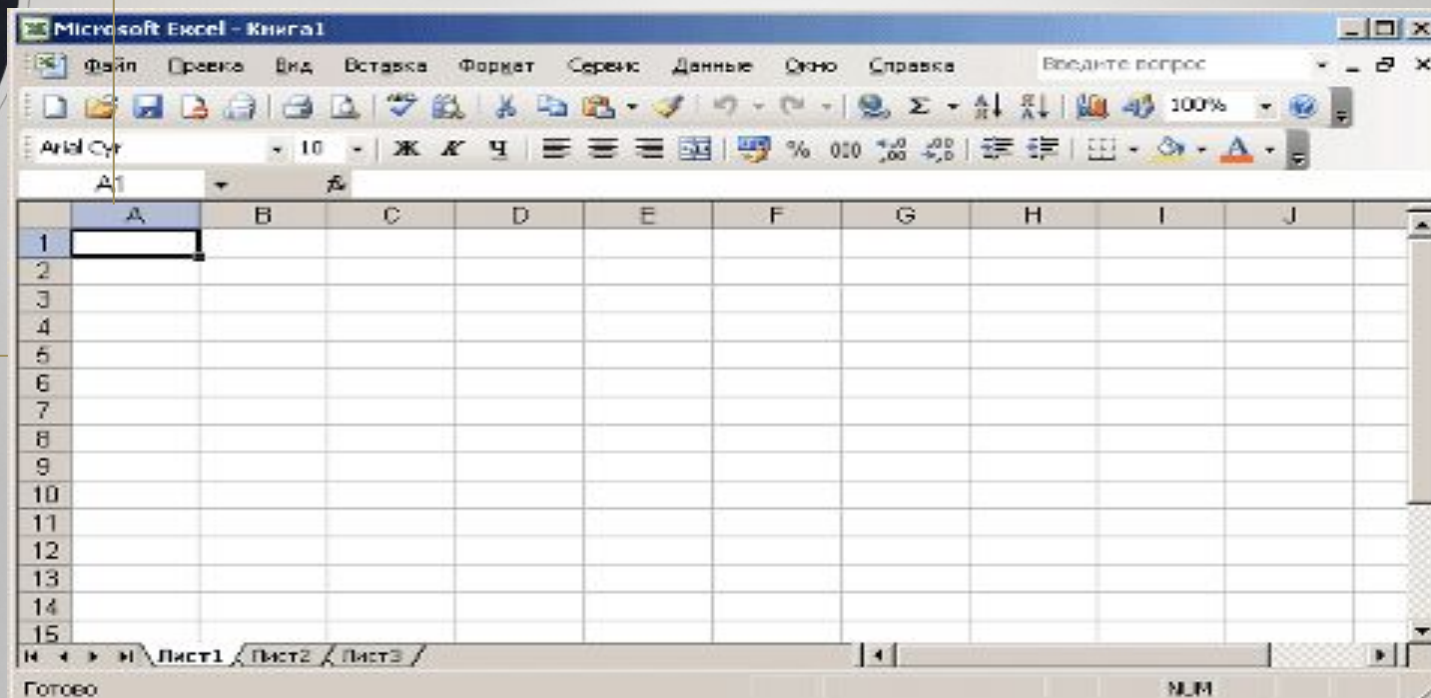 Microsoft Excel - Книга1
Файл Правка Вид Вставка Формат Сервис Данные Окно Справка Введите вопрос
100%
Arial Cyr 10 Ж К Ч % 000
A1 fx
A B C D E F G H I J
1
2
3
4
5
6
7
8
9
10
11
12
13
14
15
Лист1 Лист2 Лист3
Готово NUM